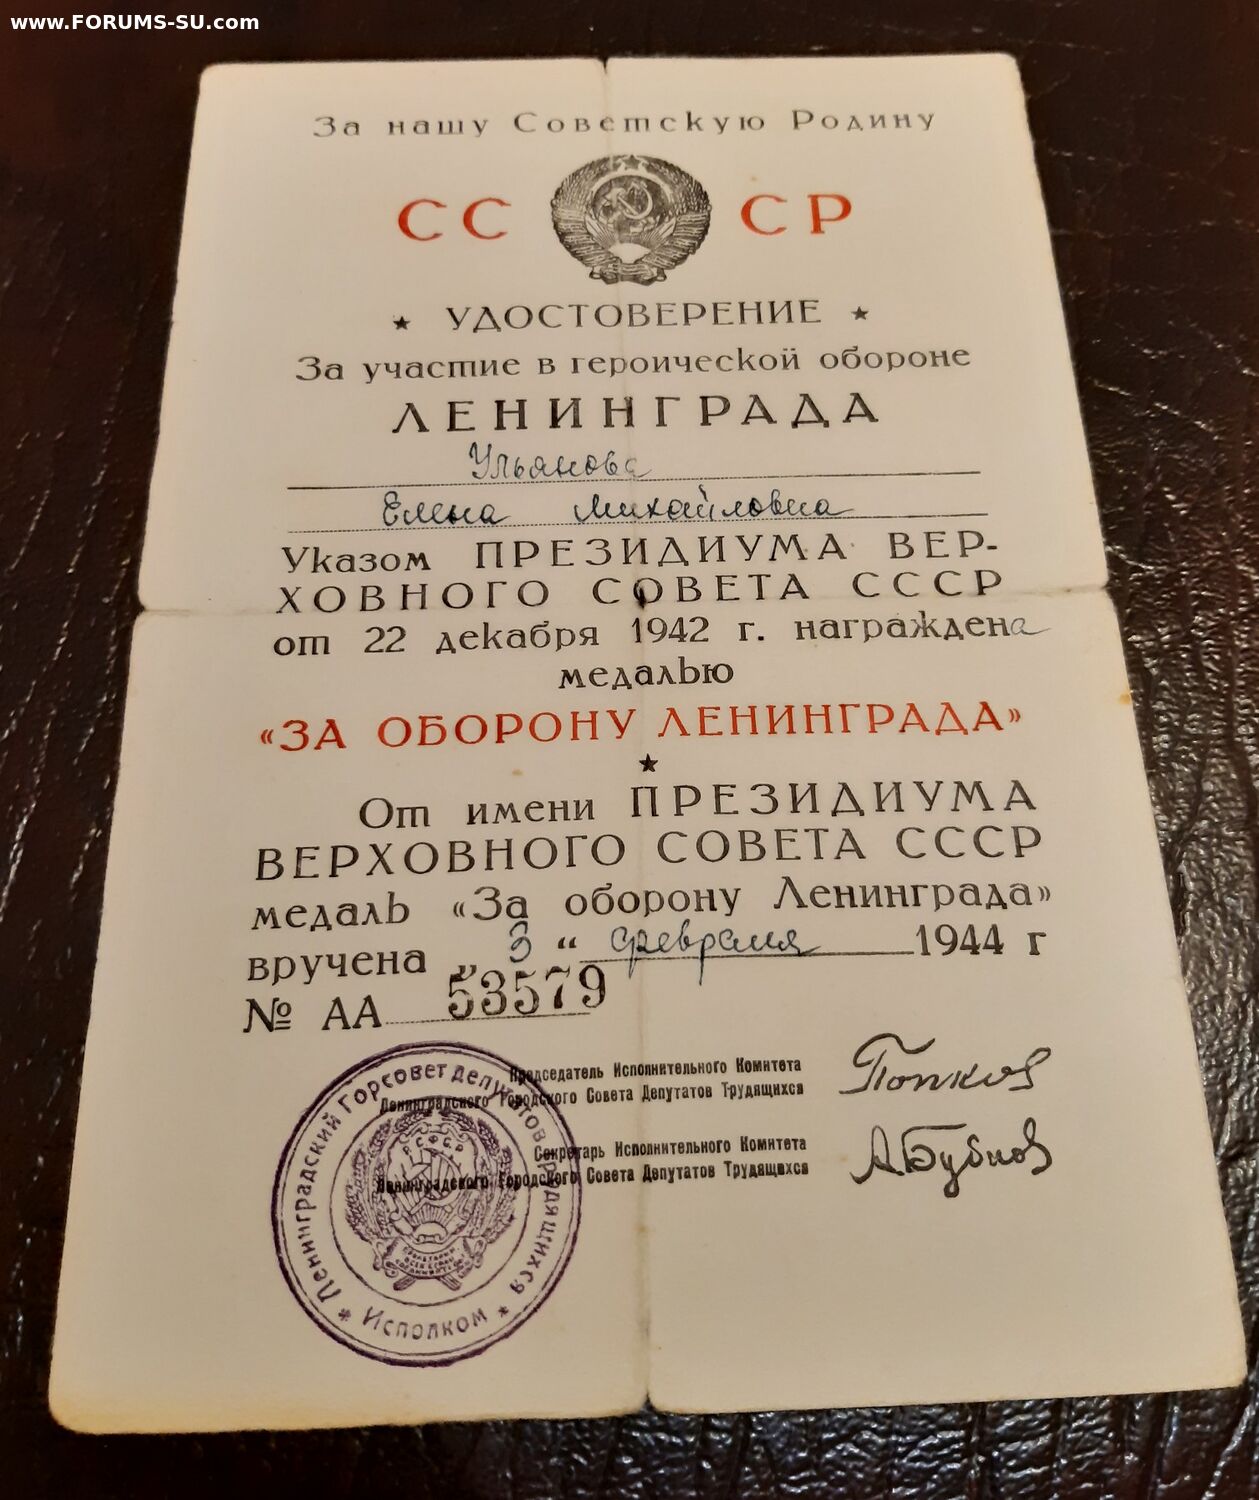 www.FORUMS-SU.com
За нашу Советскую Родину
СС СР
★ УДОСТОВЕРЕНИЕ ★
За участие в героической обороне
ЛЕНИНГРАДА
Ульянова
Елена Михайловна
Указом ПРЕЗИДИУМА ВЕР-
ХОВНОГО СОВЕТА СССР
от 22 декабря 1942 г. награждена
медалью
«ЗА ОБОРОНУ ЛЕНИНГРАДА»
★
От имени ПРЕЗИДИУМА
ВЕРХОВНОГО СОВЕТА СССР
медаль «За оборону Ленинграда»
вручена „ 3 “ февраля 1944 г
№ АА 53579
Председатель Исполнительного Комитета
Ленинградского Городского Совета Депутатов Трудящихся
Попков
Секретарь Исполнительного Комитета
Ленинградского Городского Совета Депутатов Трудящихся
АБубнов
Ленинградский горсовет депутатов трудящихся
* Исполком *
РСФСР